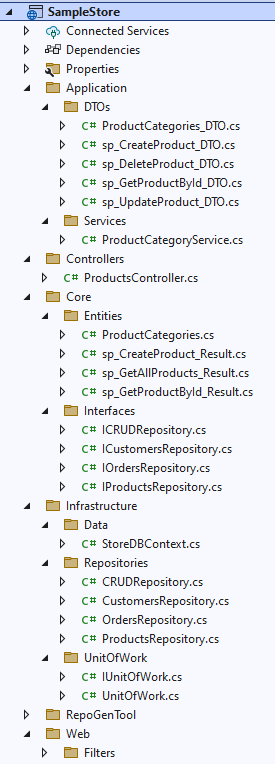 SampleStore
Connected Services
Dependencies
Properties
Application
DTOs
C# ProductCategories_DTO.cs
C# sp_CreateProduct_DTO.cs
C# sp_DeleteProduct_DTO.cs
C# sp_GetProductById_DTO.cs
C# sp_UpdateProduct_DTO.cs
Services
C# ProductCategoryService.cs
Controllers
C# ProductsController.cs
Core
Entities
C# ProductCategories.cs
C# sp_CreateProduct_Result.cs
C# sp_GetAllProducts_Result.cs
C# sp_GetProductById_Result.cs
Interfaces
C# ICRUDRepository.cs
C# ICustomersRepository.cs
C# IOrdersRepository.cs
C# IProductsRepository.cs
Infrastructure
Data
C# StoreDBContext.cs
Repositories
C# CRUDRepository.cs
C# CustomersRepository.cs
C# OrdersRepository.cs
C# ProductsRepository.cs
UnitOfWork
C# IUnitOfWork.cs
C# UnitOfWork.cs
RepoGenTool
Web
Filters